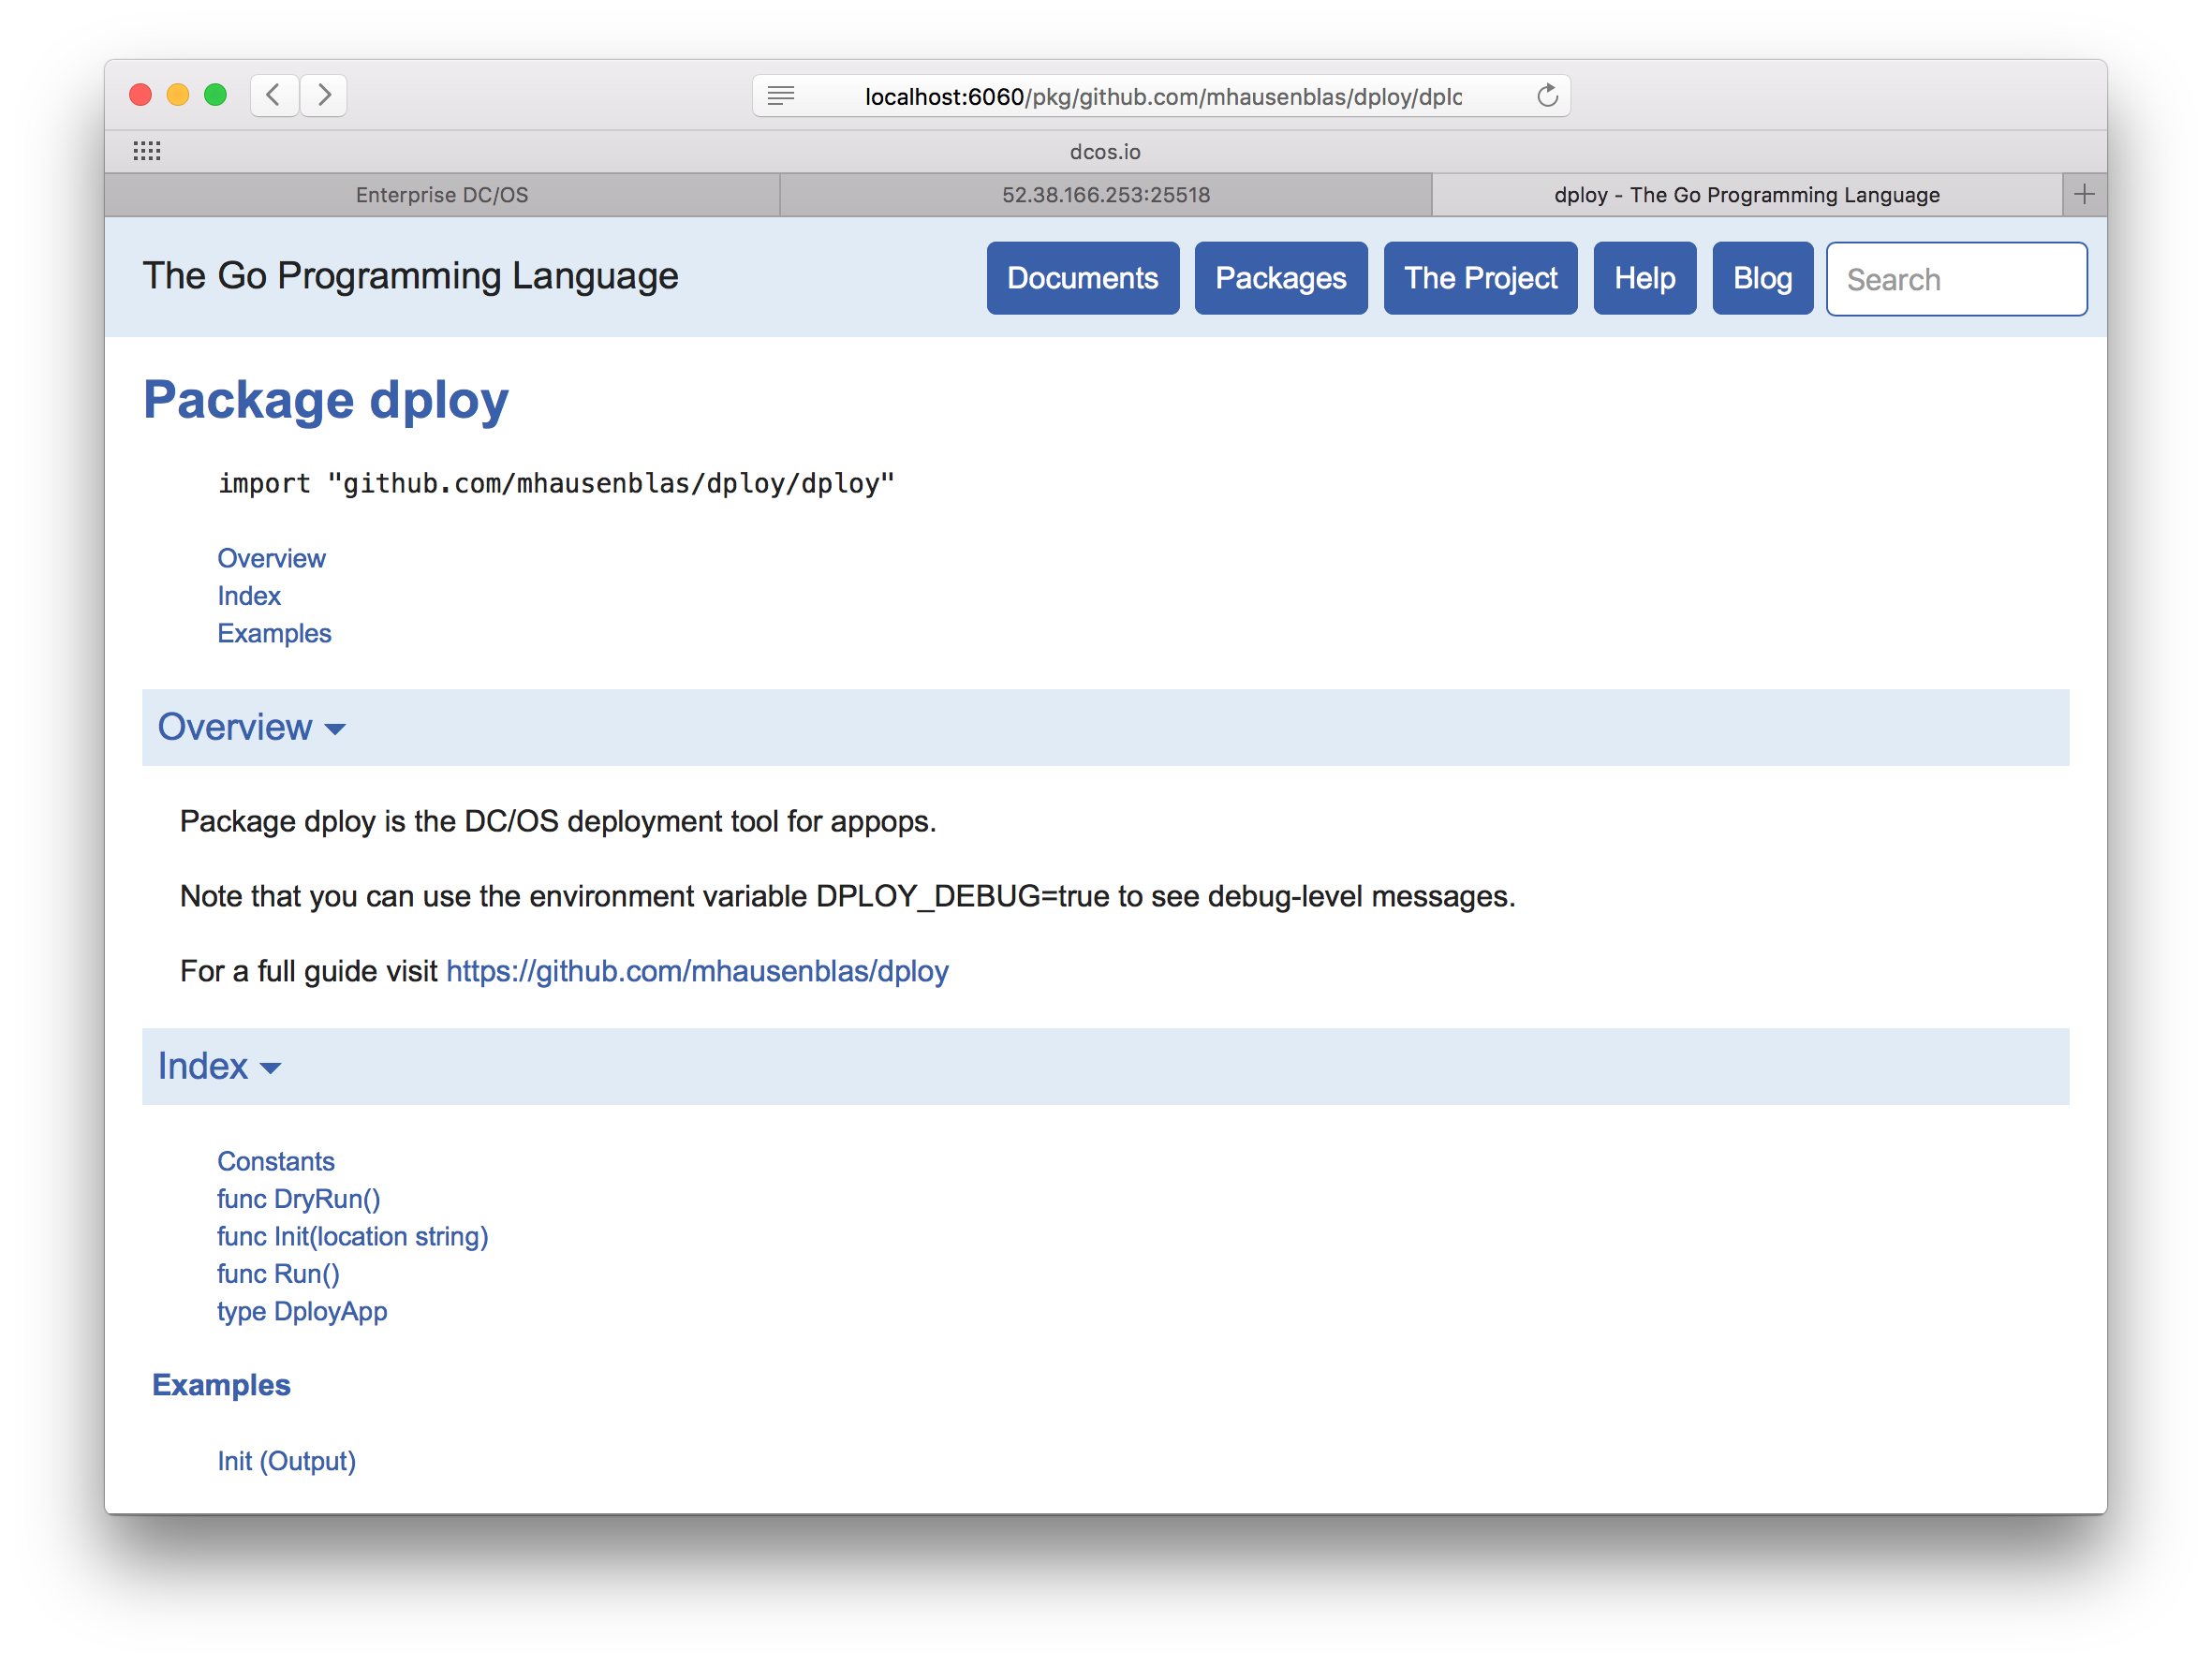 localhost:6060/pkg/github.com/mhausenblas/dploy/dplo
dcos.io
Enterprise DC/OS
52.38.166.253:25518
dploy - The Go Programming Language
The Go Programming Language
Documents
Packages
The Project
Help
Blog
Search
Package dploy
import "github.com/mhausenblas/dploy/dploy"
Overview
Index
Examples
Overview
Package dploy is the DC/OS deployment tool for appops.
Note that you can use the environment variable DPLOY_DEBUG=true to see debug-level messages.
For a full guide visit https://github.com/mhausenblas/dploy
Index
Constants
func DryRun()
func Init(location string)
func Run()
type DployApp
Examples
Init (Output)